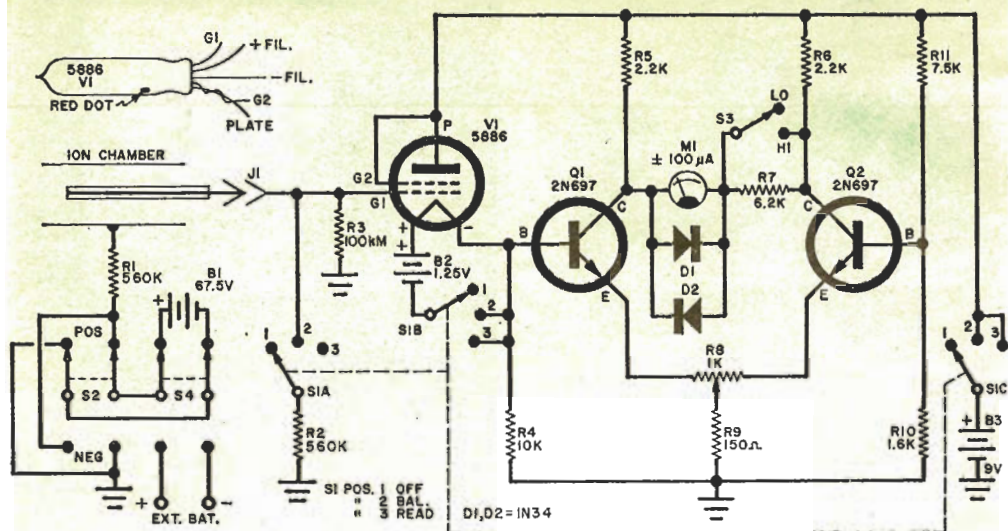 G1
+ FIL.
5886
V1
- FIL.
RED DOT
G2
PLATE
ION CHAMBER
J1
R1
560K
B1
67.5V
+
-
POS
S2
S4
NEG
+
-
EXT. BAT.
1
2
3
S1A
R2
560K
R3
100kM
P
V1
5886
G2
G1
+
-
+
B2
1.25V
S1B
1
2
3
S1 POS. 1 OFF
" 2 BAL.
" 3 READ
D1,D2=1N34
R4
10K
Q1
2N697
B
C
E
R5
2.2K
M1
± 100µA
D1
D2
S3
LO
HI
R6
2.2K
R7
6.2K
Q2
2N697
C
B
E
R8
1K
R9
150Ω
R11
7.5K
R10
1.6K
1
2
3
S1C
+
B3
9V